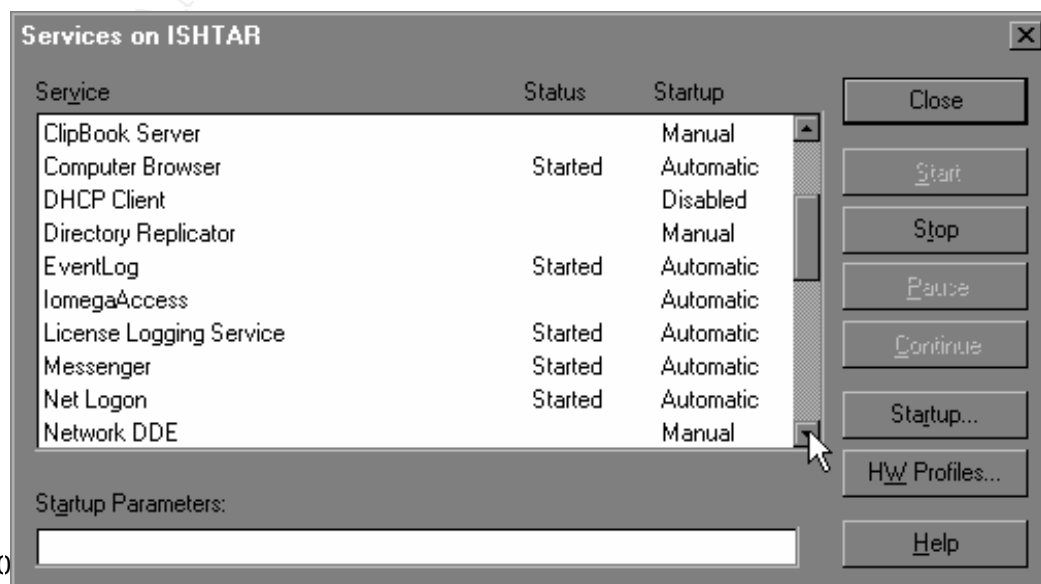 Services on ISHTAR
Service Status Startup
ClipBook Server Manual
Computer Browser Started Automatic
DHCP Client Disabled
Directory Replicator Manual
EventLog Started Automatic
IomegaAccess Automatic
License Logging Service Started Automatic
Messenger Started Automatic
Net Logon Started Automatic
Network DDE Manual
Startup Parameters:
Close
Start
Stop
Pause
Continue
Startup...
HW Profiles...
Help
()